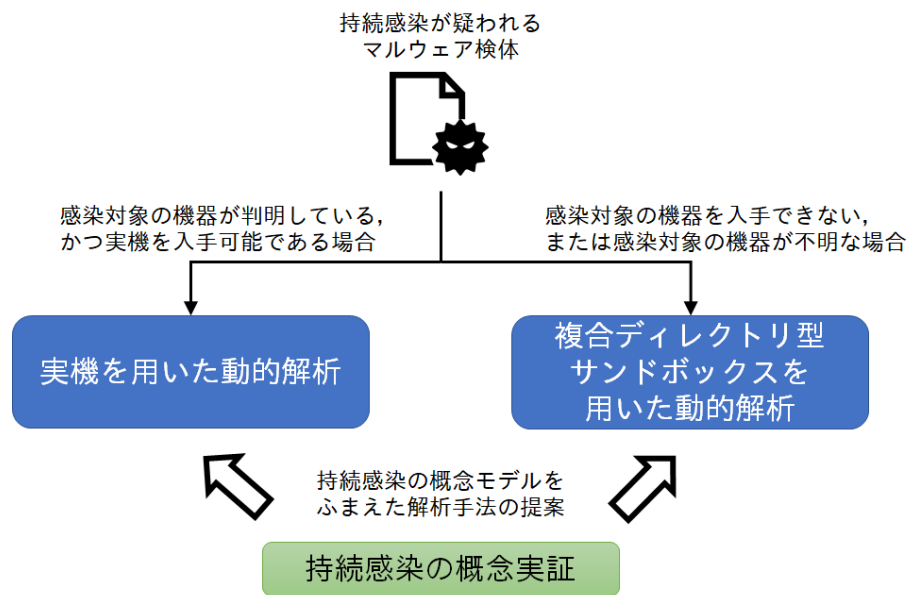 持続感染が疑われる
マルウェア検体
感染対象の機器が判明している，
かつ実機を入手可能である場合
感染対象の機器を入手できない，
または感染対象の機器が不明な場合
実機を用いた動的解析
複合ディレクトリ型
サンドボックスを
用いた動的解析
持続感染の概念モデルを
ふまえた解析手法の提案
持続感染の概念実証